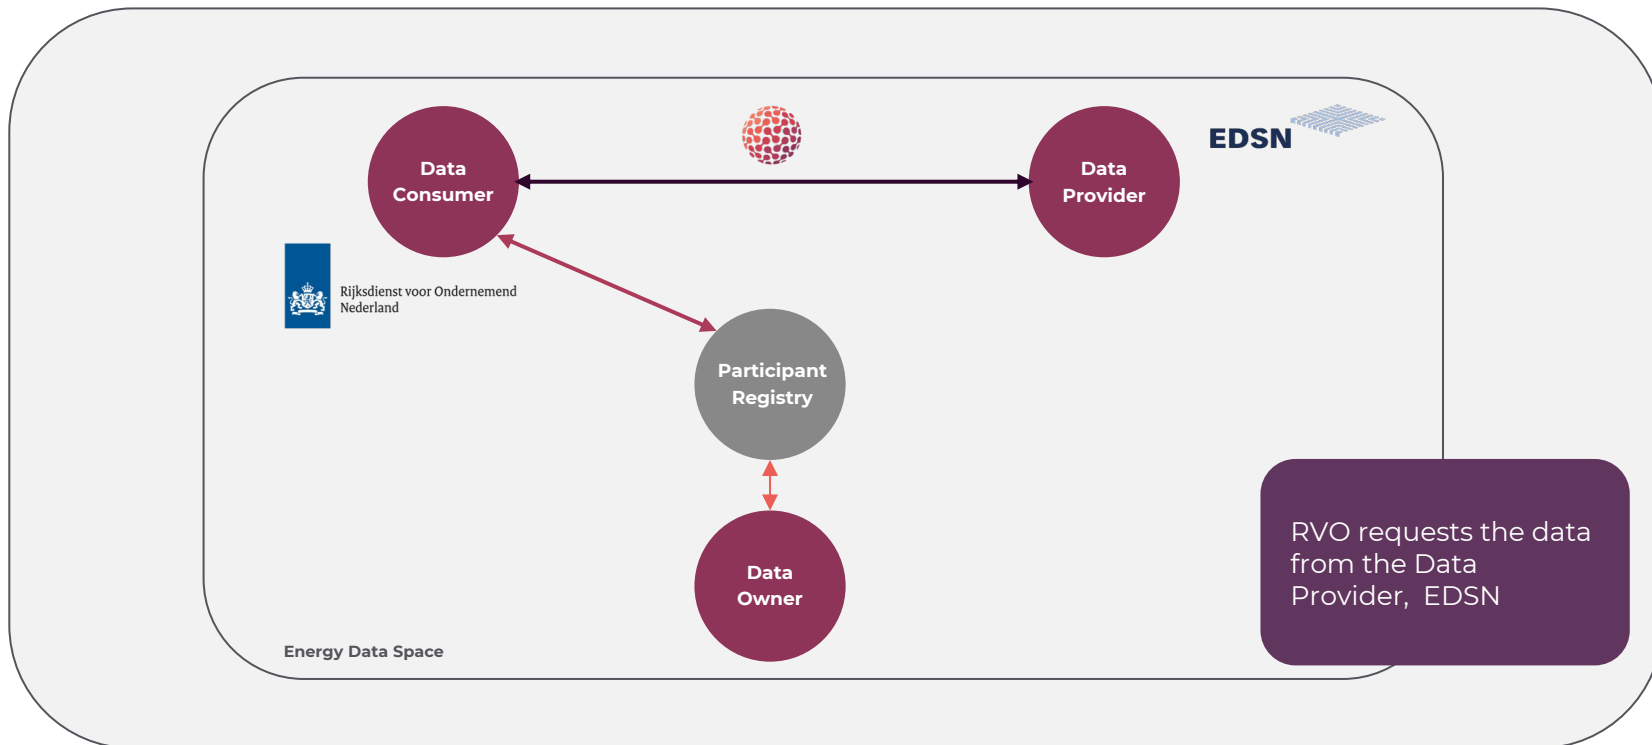 Data
Consumer
Data
Provider
EDSN
Rijksdienst voor Ondernemend
Nederland
Participant
Registry
Data
Owner
RVO requests the data
from the Data
Provider,  EDSN
Energy Data Space